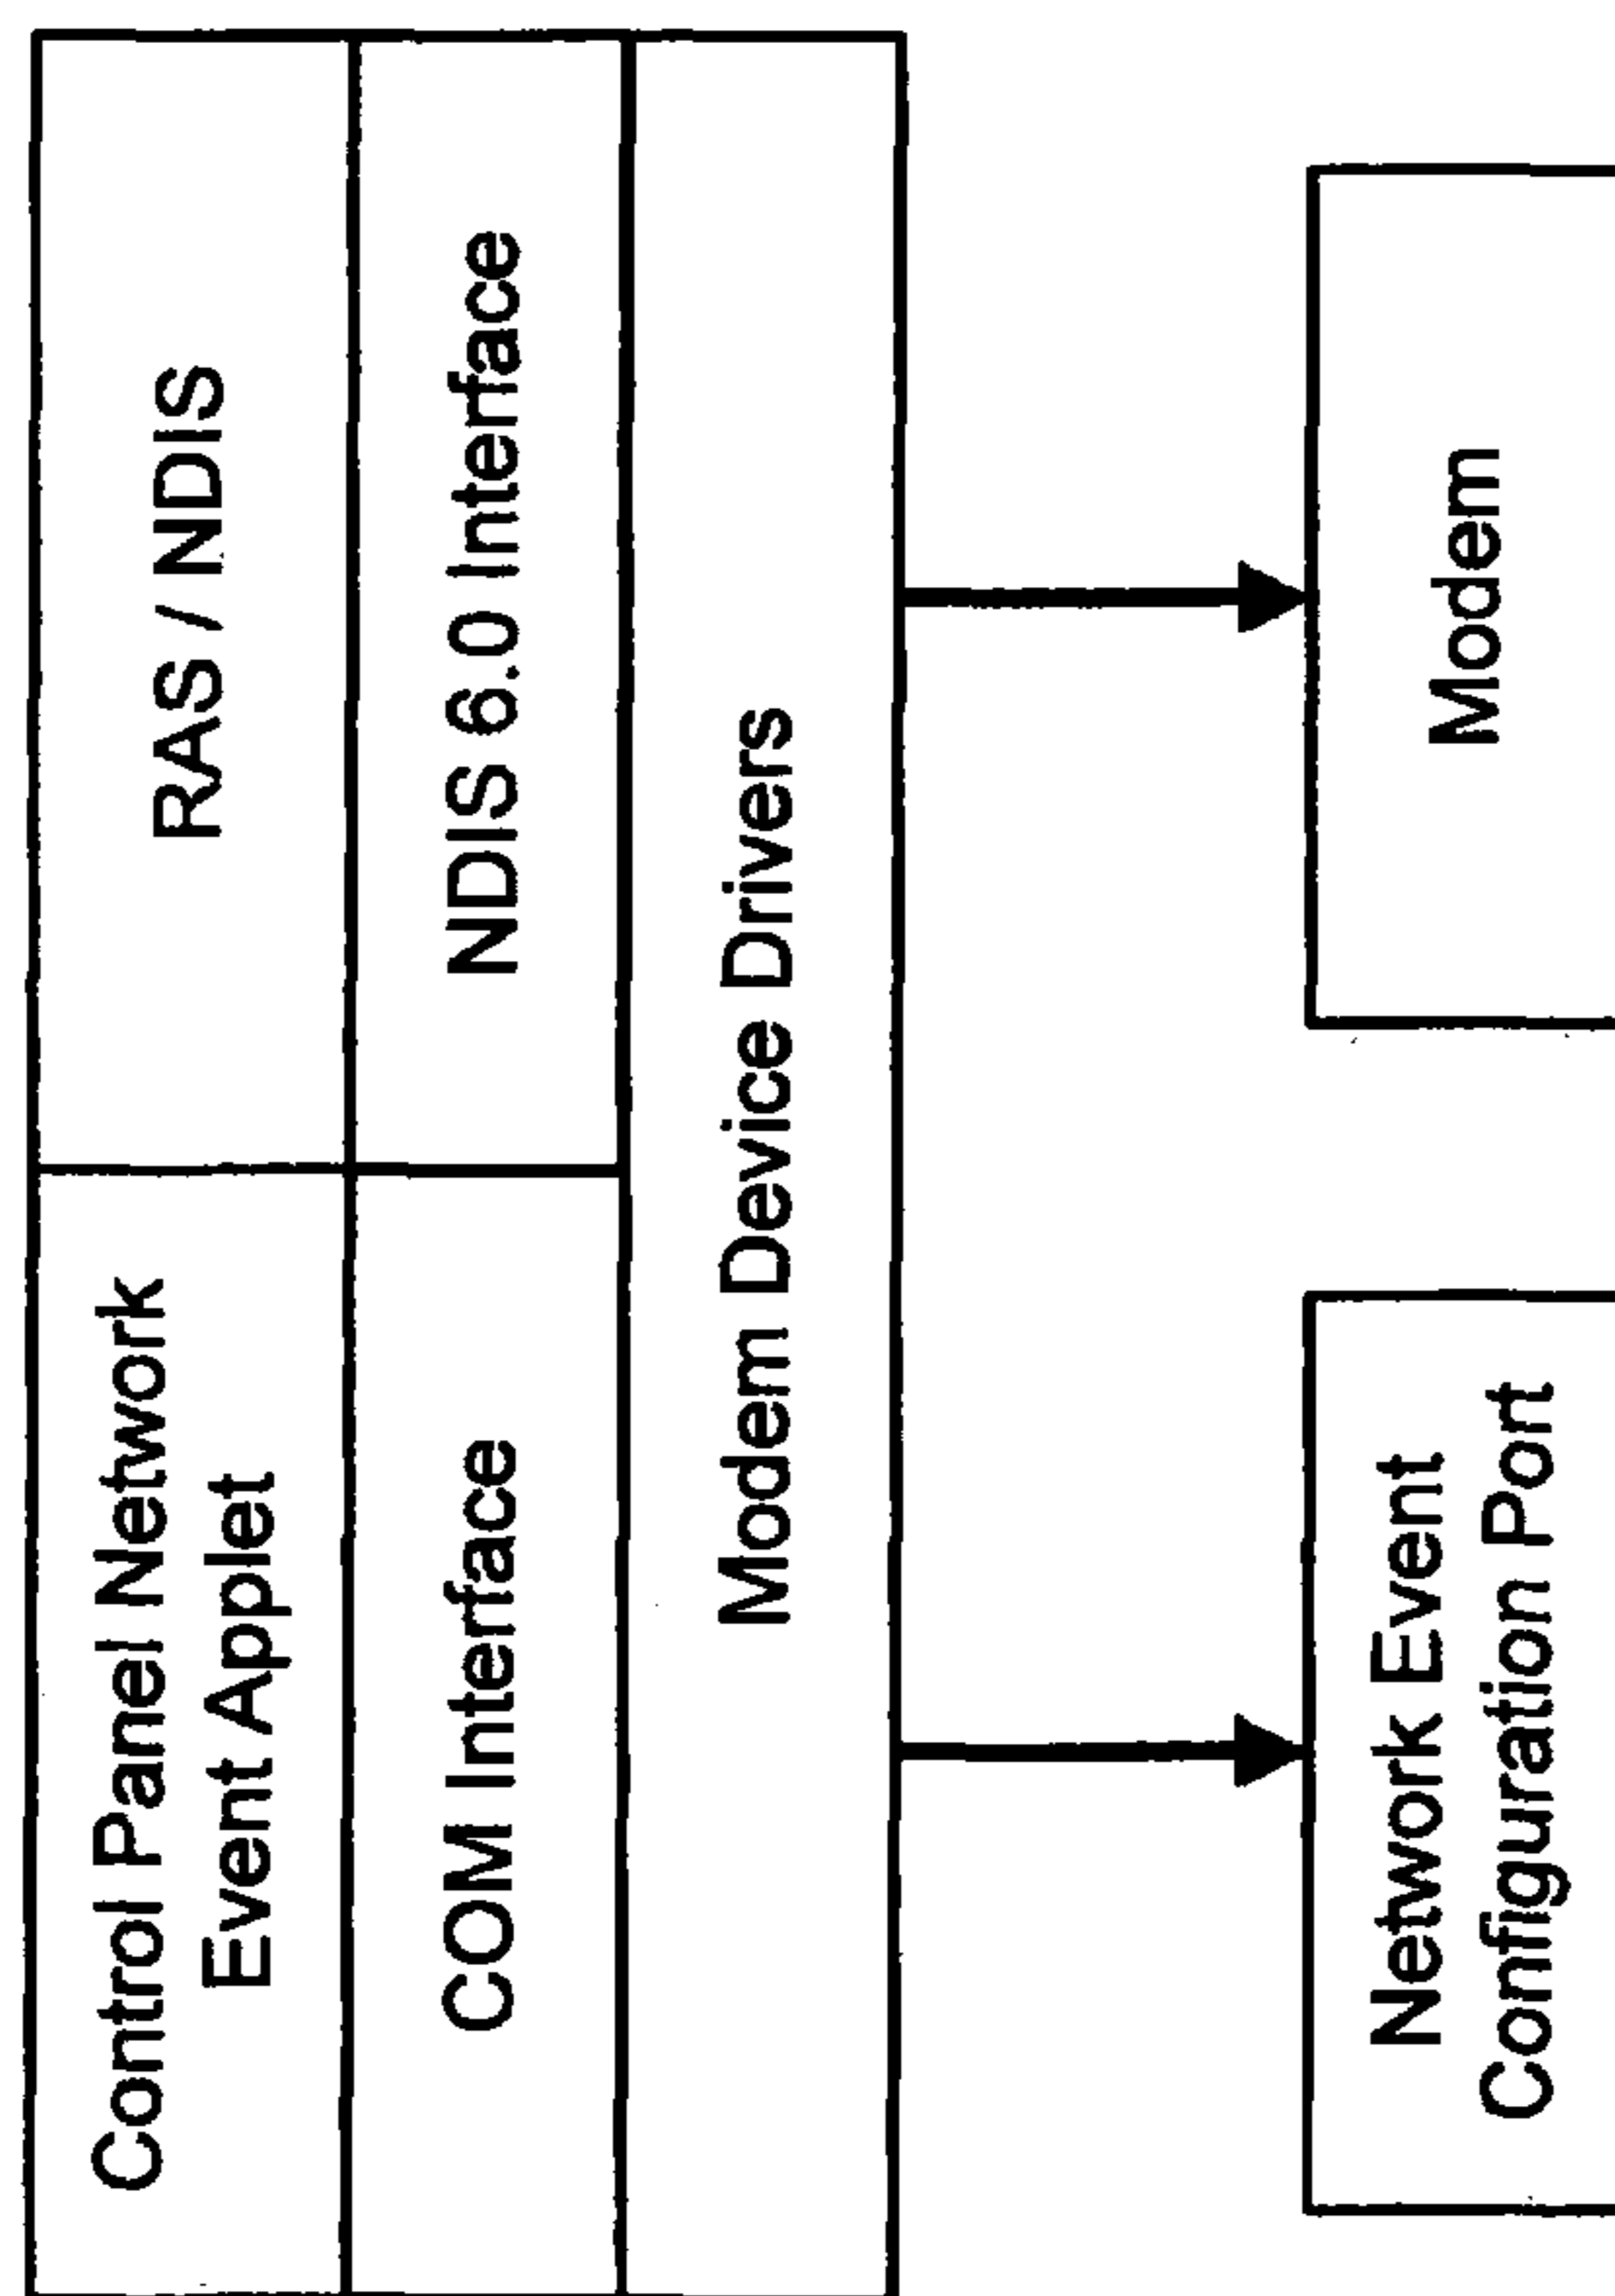 Control Panel Network
Event Applet
RAS / NDIS
COM Interface
NDIS 6.0 Interface
Modem Device Drivers
Network Event
Configuration Port
Modem